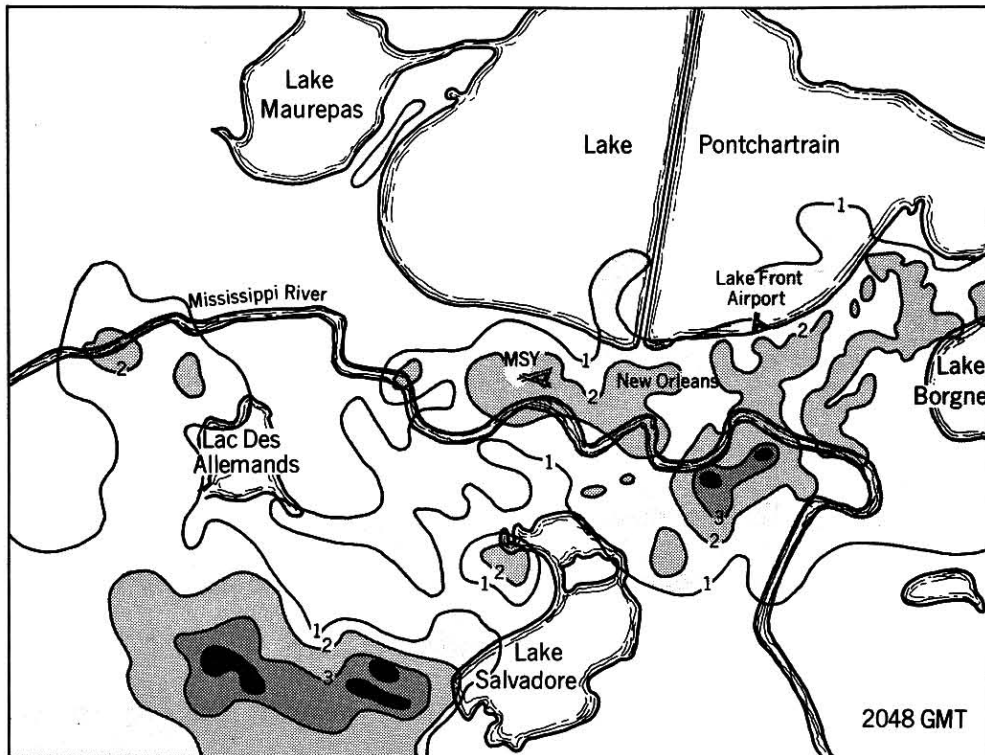 Lake
Maurepas
Lake
Pontchartrain
1
Lake Front
Airport
Mississippi River
1
MSY
2
2
New Orleans
2
2
Lake
Borgne
Lac Des
Allemands
1
3
2
2
1
1
1
2
3
Lake
Salvadore
2048 GMT